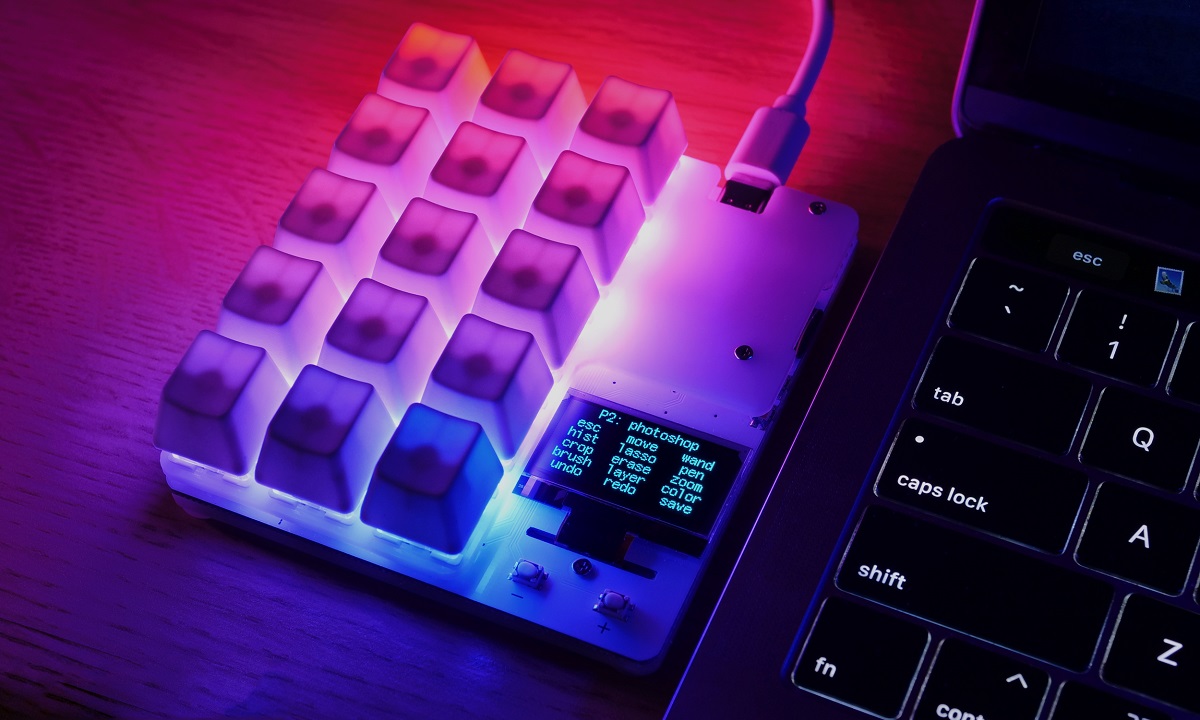 P2: photoshop
esc move wand
hist lasso pen
crop erase zoom
brush layer color
undo redo save
-
+
esc
~
`
!
1
tab
Q
caps lock
A
shift
Z
fn
^